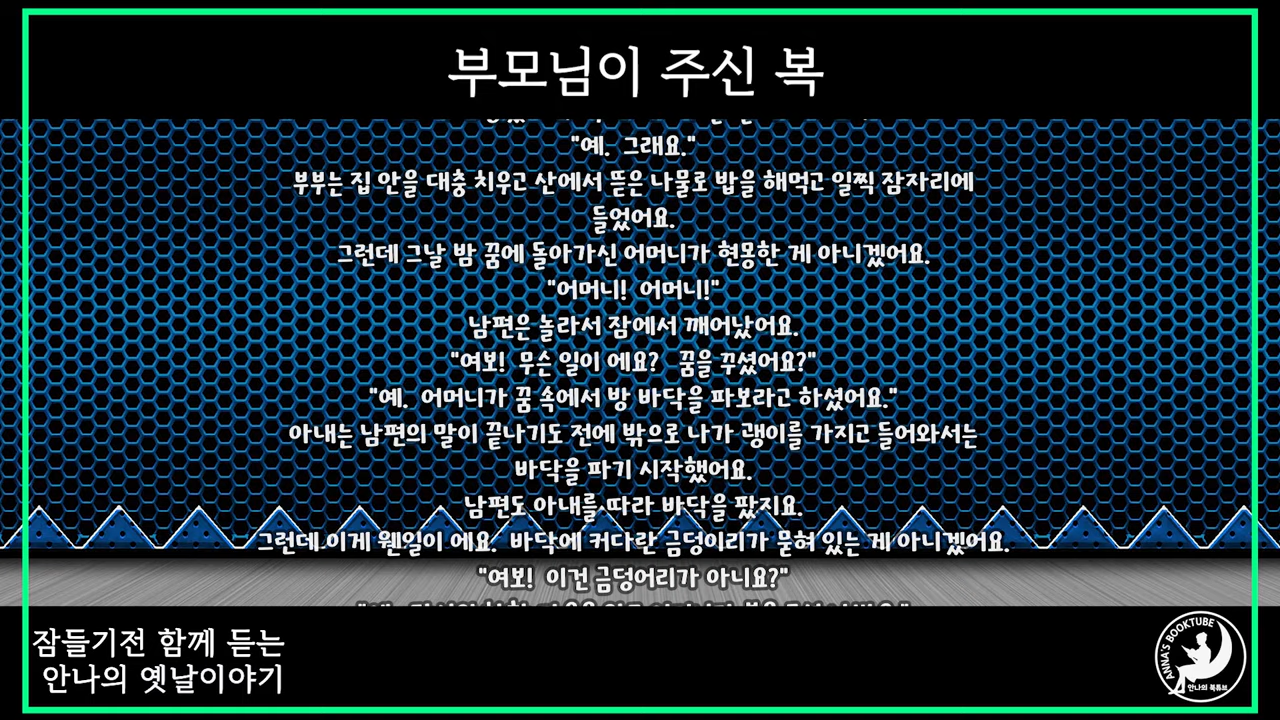 부모님이 주신 복
"예. 그래요."
부부는 집 안을 대충 치우고 산에서 뜯은 나물로 밥을 해먹고 일찍 잠자리에
들었어요.
그런데 그날 밤 꿈에 돌아가신 어머니가 현몽한 게 아니겠어요.
"어머니! 어머니!"
남편은 놀라서 잠에서 깨어났어요.
"여보! 무슨 일이 에요? 꿈을 꾸셨어요?"
"예. 어머니가 꿈 속에서 방 바닥을 파보라고 하셨어요."
아내는 남편의 말이 끝나기도 전에 밖으로 나가 괭이를 가지고 들어와서는
바닥을 파기 시작했어요.
남편도 아내를 따라 바닥을 팠지요.
그런데 이게 웬일이 에요. 바닥에 커다란 금덩이리가 묻혀 있는 게 아니겠어요.
"여보! 이건 금덩어리가 아니요?"
잠들기전 함께 듣는
안나의 옛날이야기
ANNA'S BOOKTUBE
안나의 북튜브